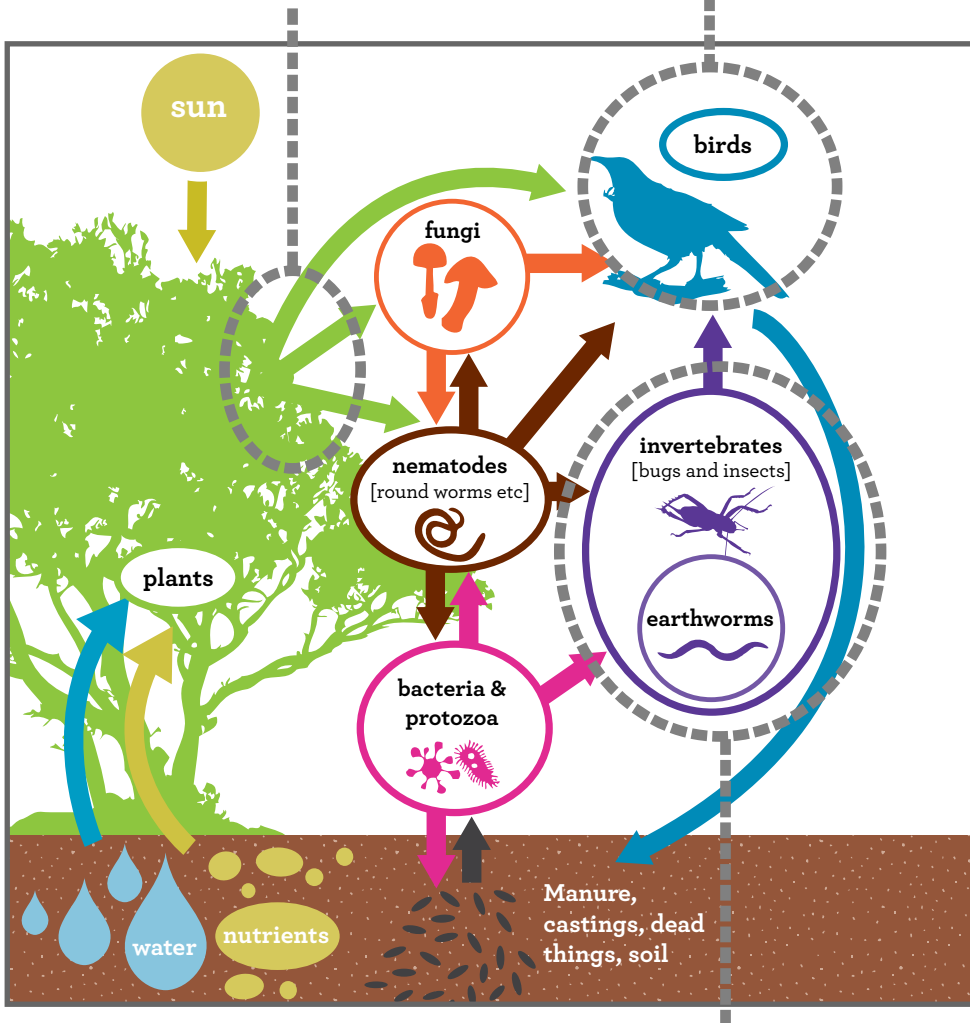 sun
birds
fungi
invertebrates
[bugs and insects]
nematodes
[round worms etc]
plants
earthworms
bacteria &
protozoa
Manure,
castings, dead
things, soil
nutrients
water